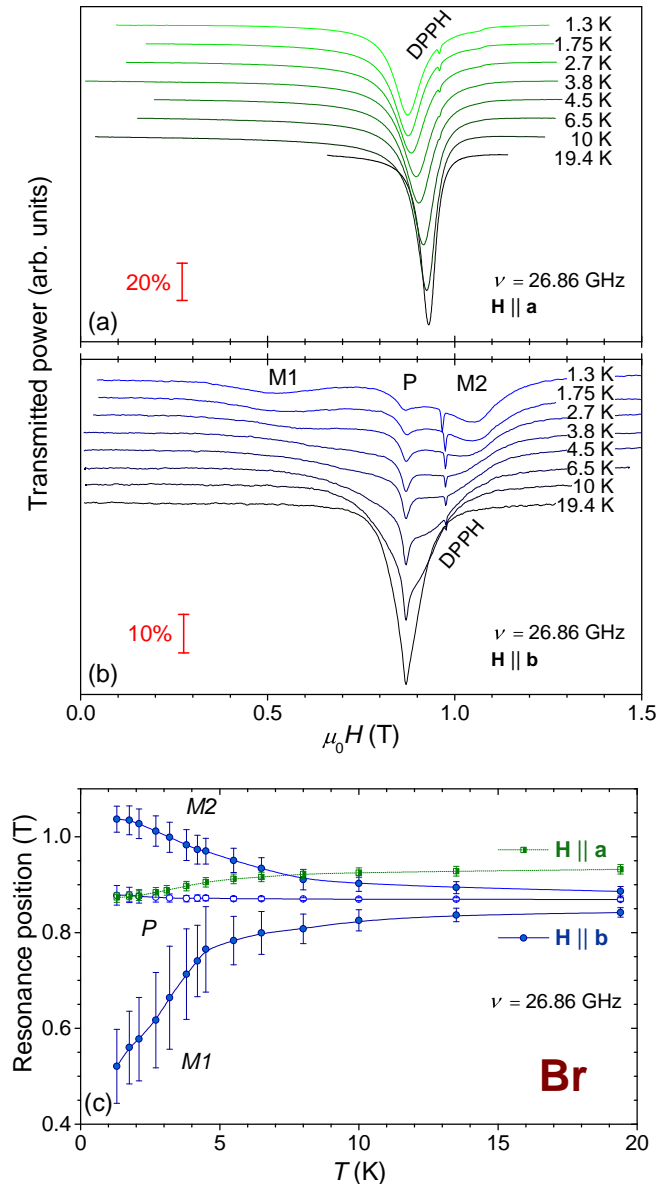 Transmitted power (arb. units)
DPPH
1.3 K
1.75 K
2.7 K
3.8 K
4.5 K
6.5 K
10 K
19.4 K
20%
ν = 26.86 GHz
H || a
(a)
M1
P
M2
1.3 K
1.75 K
2.7 K
3.8 K
4.5 K
6.5 K
10 K
19.4 K
DPPH
10%
ν = 26.86 GHz
H || b
(b)
0.0 0.5 1.0 1.5
μ0H (T)
Resonance position (T)
1.0
0.8
0.6
0.4
M2
H || a
P
H || b
M1
ν = 26.86 GHz
Br
(c)
0 5 10 15 20
T (K)